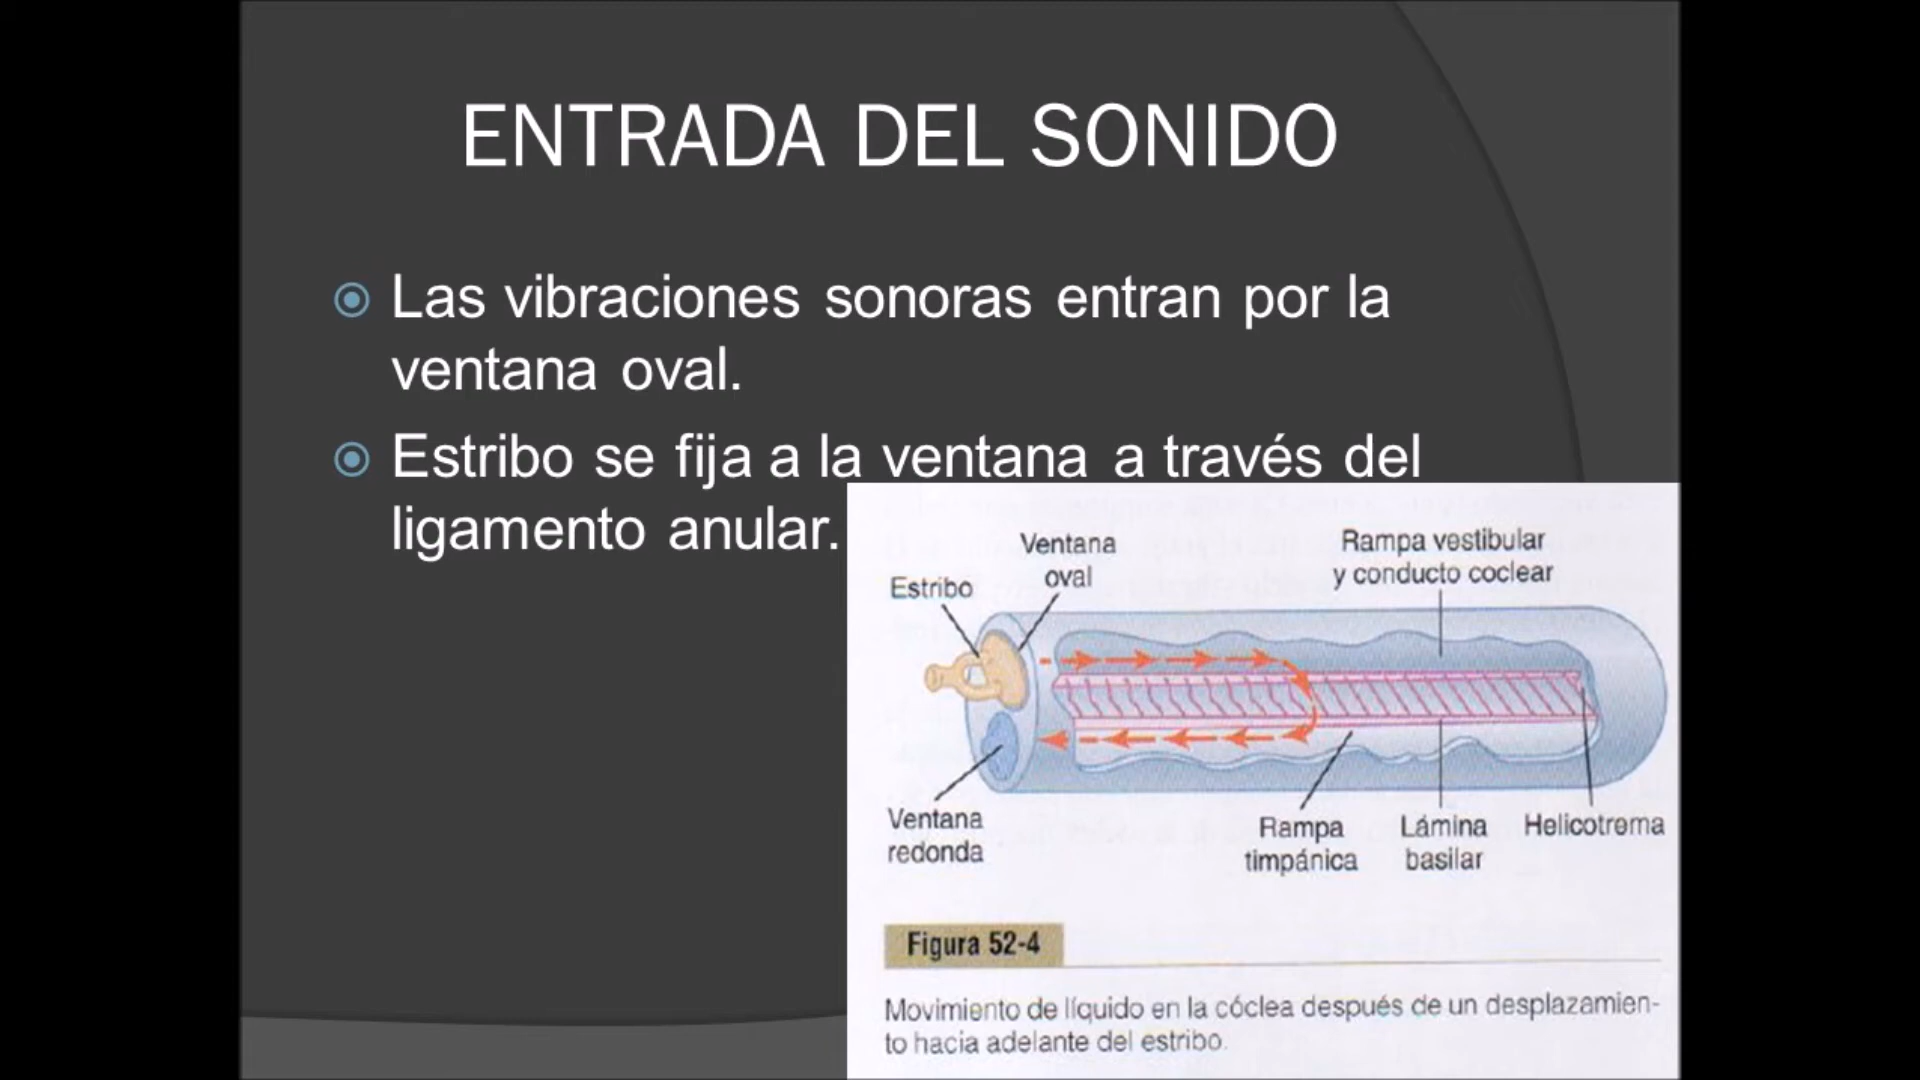 ENTRADA DEL SONIDO
Las vibraciones sonoras entran por la
ventana oval.
Estribo se fija a la ventana a través del
ligamento anular.
Estribo
Ventana
oval
Rampa vestibular
y conducto coclear
Ventana
redonda
Rampa
timpánica
Lámina
basilar
Helicotrema
Figura 52-4
Movimiento de líquido en la cóclea después de un desplazamien-
to hacia adelante del estribo.